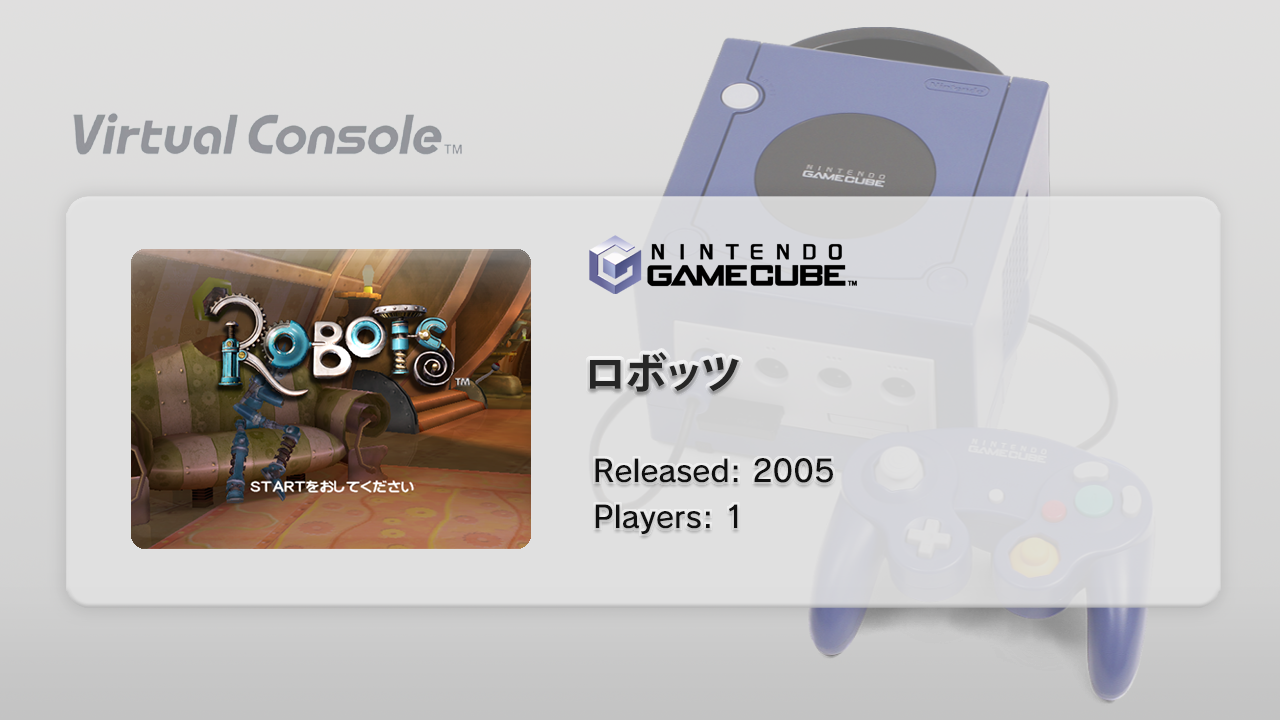 Virtual Console™
Nintendo
NINTENDO
GAMECUBE
NINTENDO
GAMECUBE™
ROBOTS™
STARTをおしてください
ロボッツ
Released: 2005
Players: 1
NINTENDO
GAMECUBE